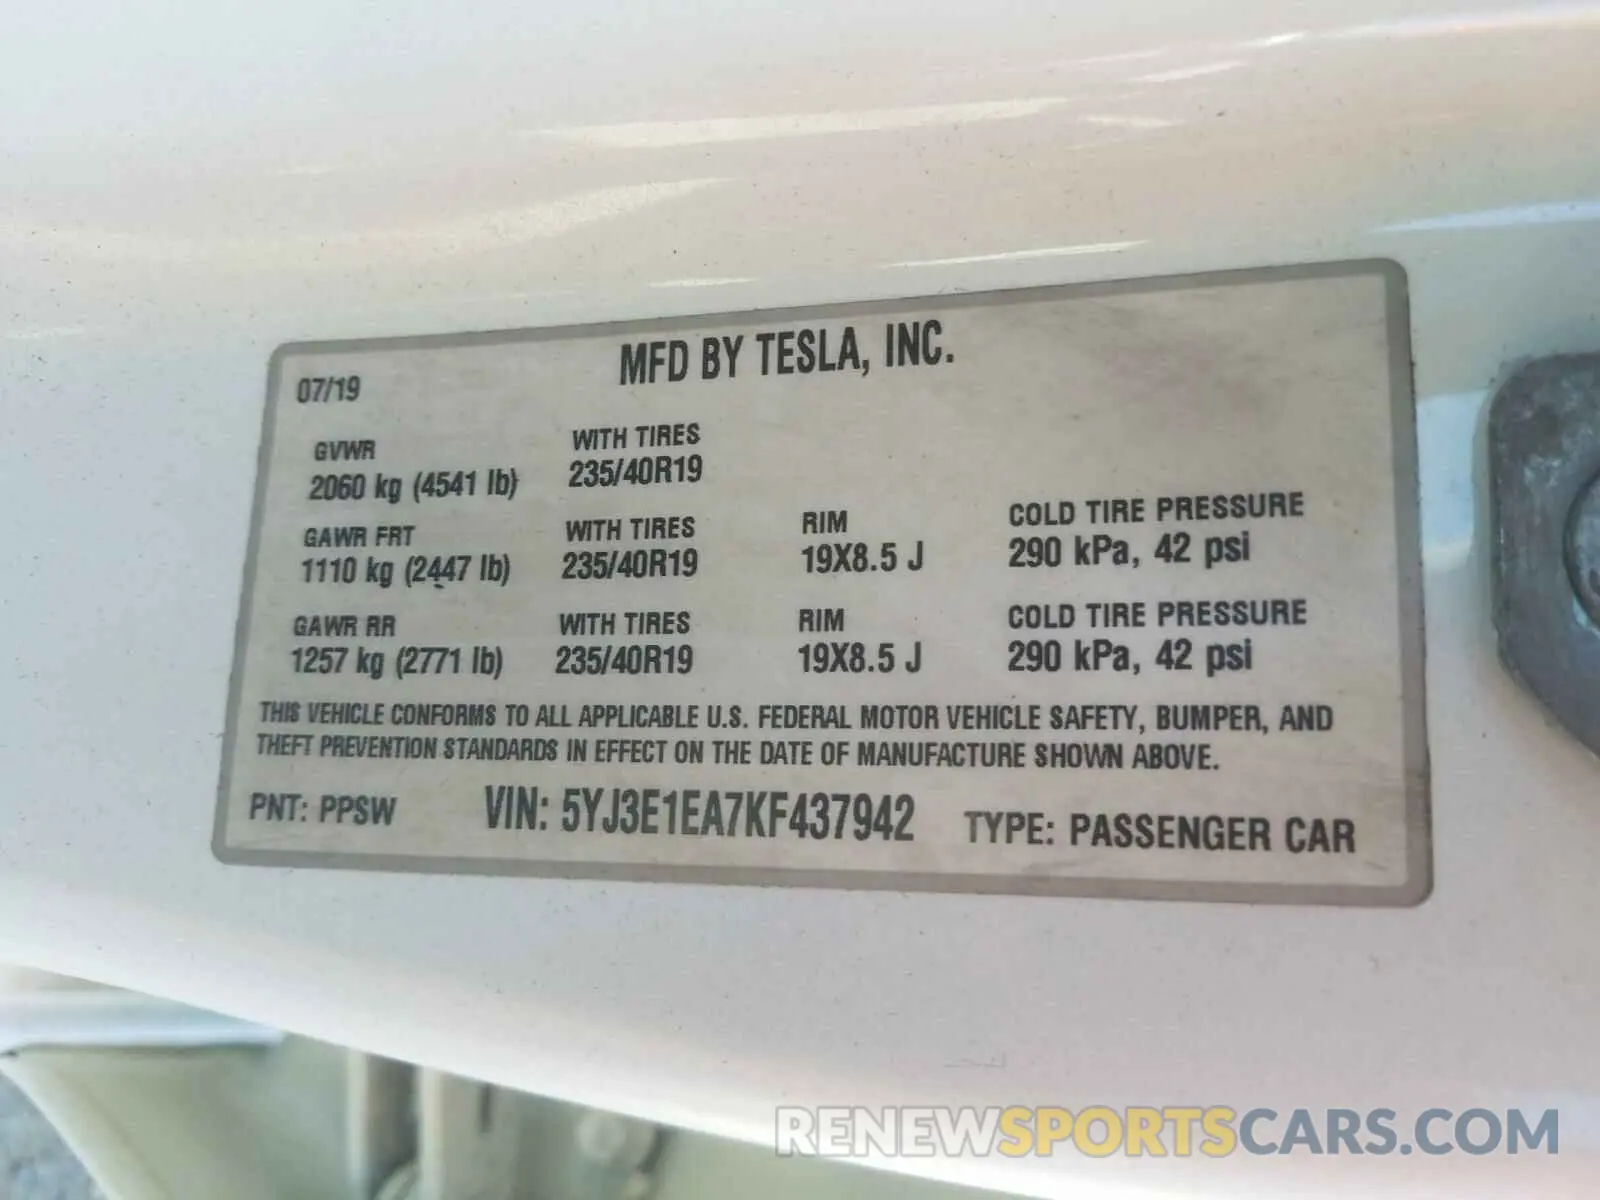 MFD BY TESLA, INC.
07/19
GVWR WITH TIRES
2060 kg (4541 lb) 235/40R19
GAWR FRT WITH TIRES RIM COLD TIRE PRESSURE
1110 kg (2447 lb) 235/40R19 19X8.5 J 290 kPa, 42 psi
GAWR RR WITH TIRES RIM COLD TIRE PRESSURE
1257 kg (2771 lb) 235/40R19 19X8.5 J 290 kPa, 42 psi
THIS VEHICLE CONFORMS TO ALL APPLICABLE U.S. FEDERAL MOTOR VEHICLE SAFETY, BUMPER, AND
THEFT PREVENTION STANDARDS IN EFFECT ON THE DATE OF MANUFACTURE SHOWN ABOVE.
PNT: PPSW VIN: 5YJ3E1EA7KF437942 TYPE: PASSENGER CAR
RENEWSPORTSCARS.COM